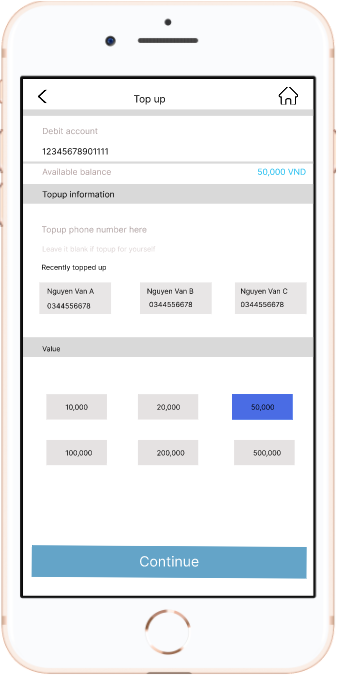 Top up
Debit account
12345678901111
Available balance 50,000 VND
Topup information
Topup phone number here
Leave it blank if topup for yourself
Recently topped up
Nguyen Van A Nguyen Van B Nguyen Van C
0344556678 0344556678 0344556678
Value
10,000 20,000 50,000
100,000 200,000 500,000
Continue